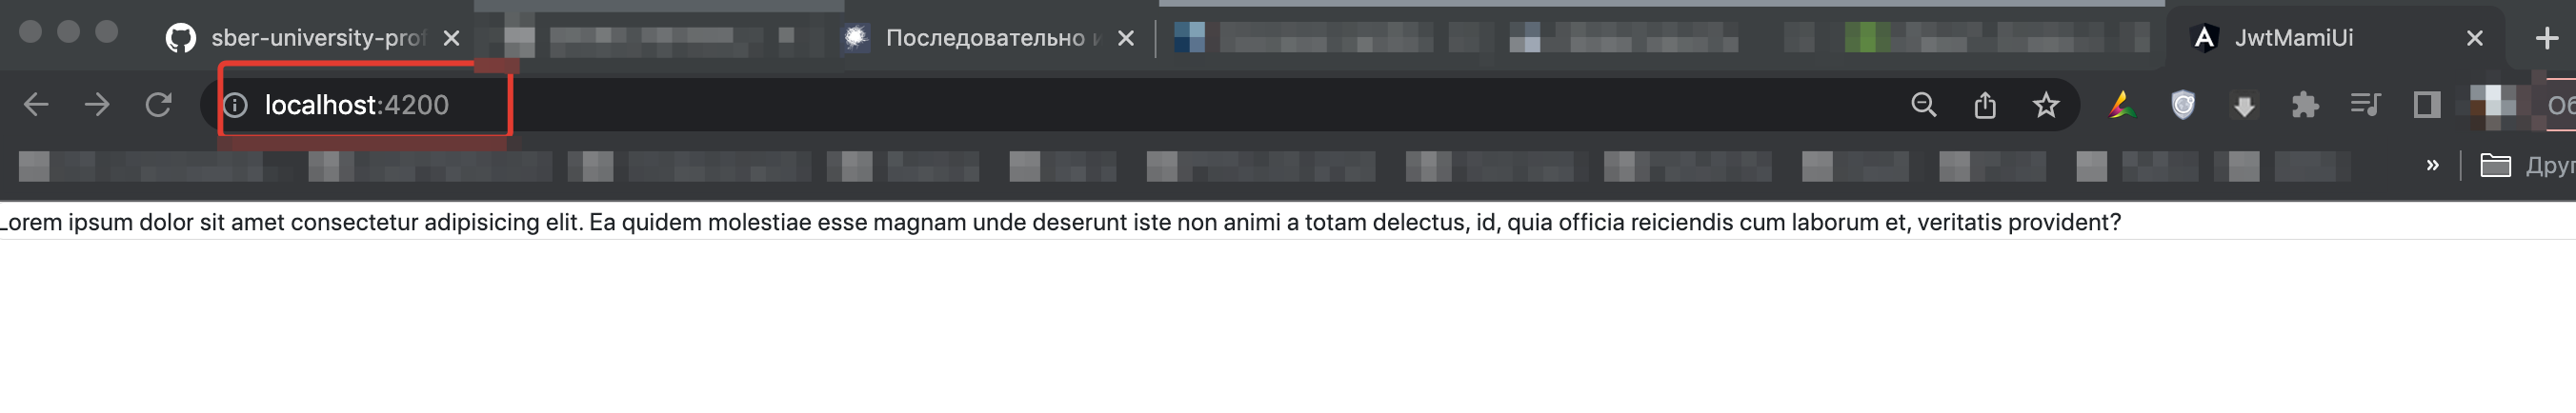 sber-university-prof
Последовательно и
JwtMamiUi
localhost:4200
Об
Друг
Lorem ipsum dolor sit amet consectetur adipisicing elit. Ea quidem molestiae esse magnam unde deserunt iste non animi a totam delectus, id, quia officia reiciendis cum laborum et, veritatis provident?